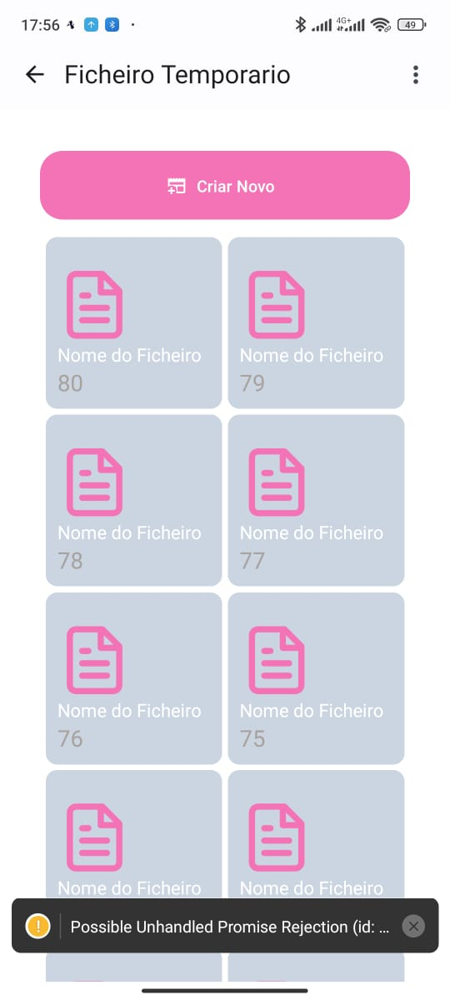 17:56 4G+ 49
Ficheiro Temporario
Criar Novo
Nome do Ficheiro Nome do Ficheiro
80 79
Nome do Ficheiro Nome do Ficheiro
78 77
Nome do Ficheiro Nome do Ficheiro
76 75
Nome do Ficheiro Nome do Ficheiro
Possible Unhandled Promise Rejection (id: ...